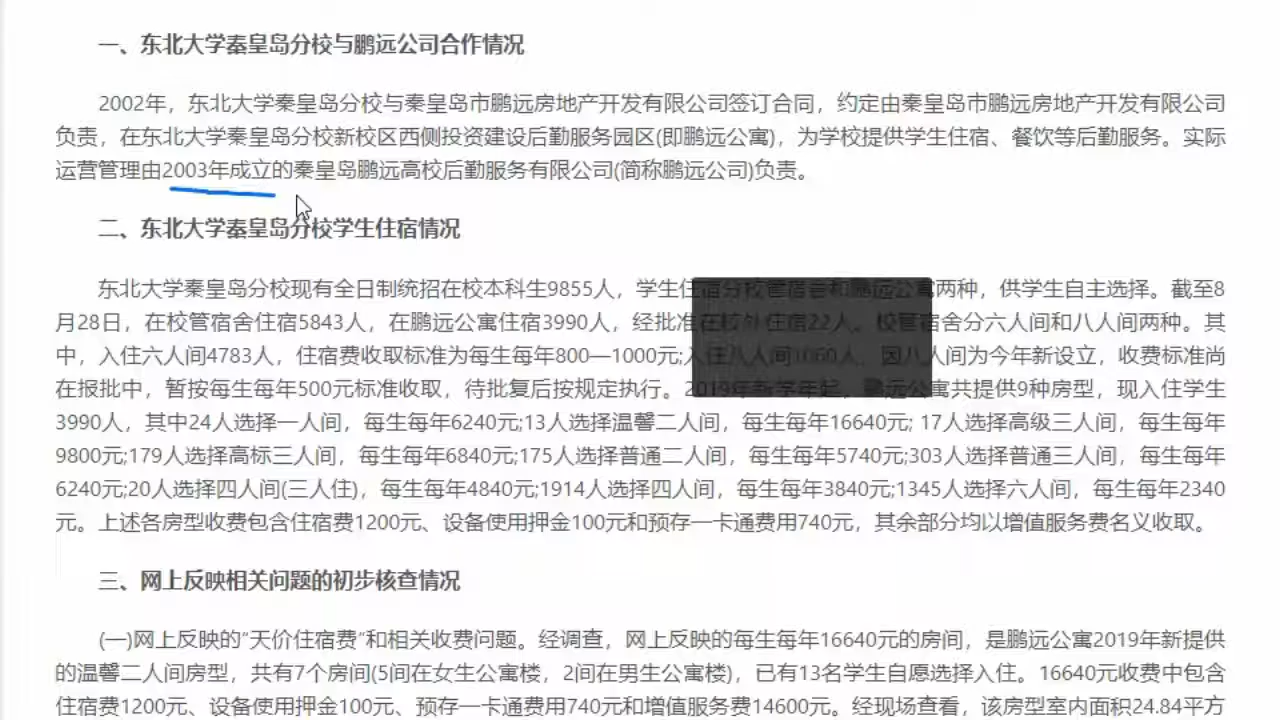 一、东北大学秦皇岛分校与鹏远公司合作情况
2002年，东北大学秦皇岛分校与秦皇岛市鹏远房地产开发有限公司签订合同，约定由秦皇岛市鹏远房地产开发有限公司
负责，在东北大学秦皇岛分校新校区西侧投资建设后勤服务园区(即鹏远公寓)，为学校提供学生住宿、餐饮等后勤服务。实际
运营管理由2003年成立的秦皇岛鹏远高校后勤服务有限公司(简称鹏远公司)负责。
二、东北大学秦皇岛分校学生住宿情况
东北大学秦皇岛分校现有全日制统招在校本科生9855人，学生住宿分校管宿舍和鹏远公寓两种，供学生自主选择。截至8
月28日，在校管宿舍住宿5843人，在鹏远公寓住宿3990人，经批准在校外住宿22人。校管宿舍分六人间和八人间两种。其
中，入住六人间4783人，住宿费收取标准为每生每年800—1000元;入住八人间1060人，因八人间为今年新设立，收费标准尚
在报批中，暂按每生每年500元标准收取，待批复后按规定执行。2019年新学年起，鹏远公寓共提供9种房型，现入住学生
3990人，其中24人选择一人间，每生每年6240元;13人选择温馨二人间，每生每年16640元; 17人选择高级三人间，每生每年
9800元;179人选择高标三人间，每生每年6840元;175人选择普通二人间，每生每年5740元;303人选择普通三人间，每生每年
6240元;20人选择四人间(三人住)，每生每年4840元;1914人选择四人间，每生每年3840元;1345人选择六人间，每生每年2340
元。上述各房型收费包含住宿费1200元、设备使用押金100元和预存一卡通费用740元，其余部分均以增值服务费名义收取。
三、网上反映相关问题的初步核查情况
(一)网上反映的“天价住宿费”和相关收费问题。经调查，网上反映的每生每年16640元的房间，是鹏远公寓2019年新提供
的温馨二人间房型，共有7个房间(5间在女生公寓楼，2间在男生公寓楼)，已有13名学生自愿选择入住。16640元收费中包含
住宿费1200元、设备使用押金100元、预存一卡通费用740元和增值服务费14600元。经现场查看，该房型室内面积24.84平方